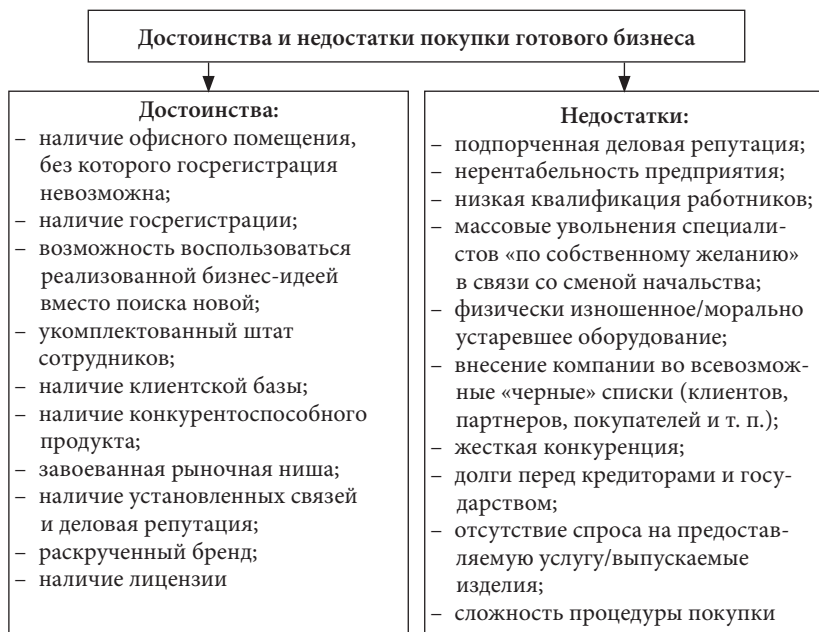 Достоинства и недостатки покупки готового бизнеса
Достоинства:
– наличие офисного помещения,
без которого госрегистрация
невозможна;
– наличие госрегистрации;
– возможность воспользоваться
реализованной бизнес-идеей
вместо поиска новой;
– укомплектованный штат
сотрудников;
– наличие клиентской базы;
– наличие конкурентоспособного
продукта;
– завоеванная рыночная ниша;
– наличие установленных связей
и деловая репутация;
– раскрученный бренд;
– наличие лицензии
Недостатки:
– подпорченная деловая репутация;
– нерентабельность предприятия;
– низкая квалификация работников;
– массовые увольнения специали-
стов «по собственному желанию»
в связи со сменой начальства;
– физически изношенное/морально
устаревшее оборудование;
– внесение компании во всевозмож-
ные «черные» списки (клиентов,
партнеров, покупателей и т. п.);
– жесткая конкуренция;
– долги перед кредиторами и госу-
дарством;
– отсутствие спроса на предостав-
ляемую услугу/выпускаемые
изделия;
– сложность процедуры покупки